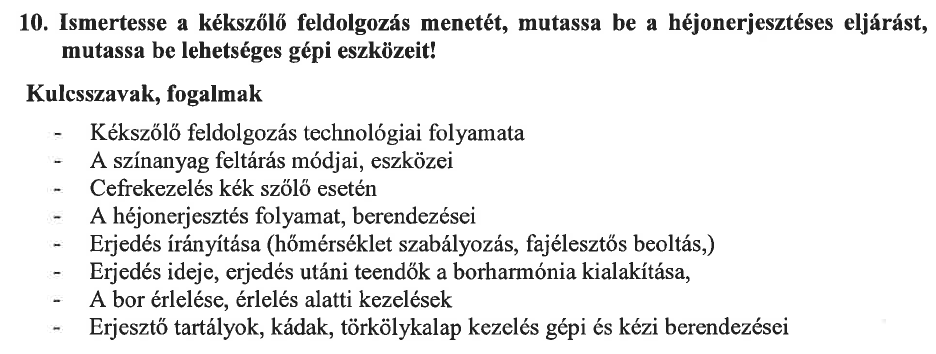 10. Ismertesse a kékszőlő feldolgozás menetét, mutassa be a héjonerjesztéses eljárást,
mutassa be lehetséges gépi eszközeit!
Kulcsszavak, fogalmak
- Kékszőlő feldolgozás technológiai folyamata
- A színanyag feltárás módjai, eszközei
- Cefrekezelés kék szőlő esetén
- A héjonerjesztés folyamat, berendezései
- Erjedés írányítása (hőmérséklet szabályozás, fajélesztős beoltás,)
- Erjedés ideje, erjedés utáni teendők a borharmónia kialakítása,
- A bor érlelése, érlelés alatti kezelések
- Erjesztő tartályok, kádak, törkölykalap kezelés gépi és kézi berendezései